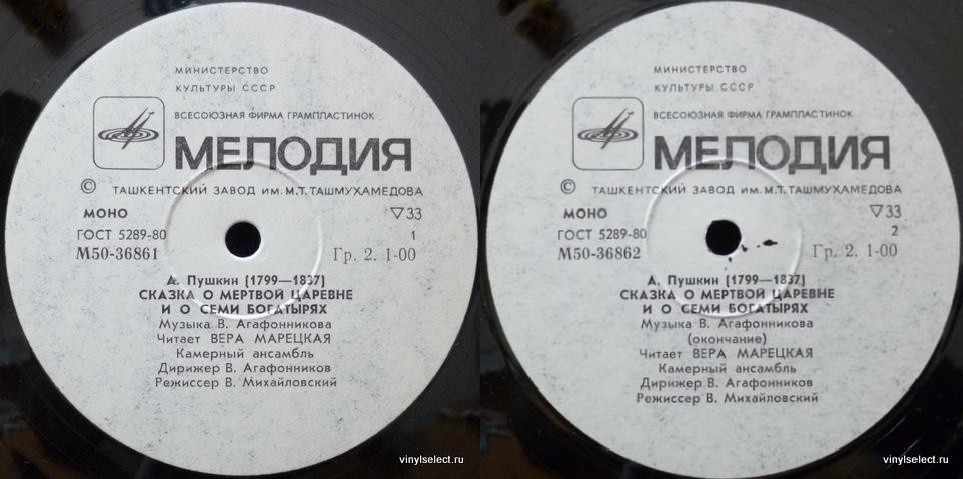 МИНИСТЕРСТВО
КУЛЬТУРЫ СССР
ВСЕСОЮЗНАЯ ФИРМА ГРАМПЛАСТИНОК
МЕЛОДИЯ
© ТАШКЕНТСКИЙ ЗАВОД ИМ. М.Т. ТАШМУХАМЕДОВА
МОНО ▽33
ГОСТ 5289-80 1
М50-36861 Гр. 2. 1-00
А. Пушкин (1799—1837)
СКАЗКА О МЕРТВОЙ ЦАРЕВНЕ
И О СЕМИ БОГАТЫРЯХ
Музыка В. Агафонникова
Читает ВЕРА МАРЕЦКАЯ
Камерный ансамбль
Дирижер В. Агафонников
Режиссер В. Михайловский
vinylselect.ru
МИНИСТЕРСТВО
КУЛЬТУРЫ СССР
ВСЕСОЮЗНАЯ ФИРМА ГРАМПЛАСТИНОК
МЕЛОДИЯ
© ТАШКЕНТСКИЙ ЗАВОД ИМ. М.Т. ТАШМУХАМЕДОВА
МОНО ▽33
ГОСТ 5289-80 2
М50-36862 Гр. 2. 1-00
А. Пушкин (1799—1837)
СКАЗКА О МЕРТВОЙ ЦАРЕВНЕ
И О СЕМИ БОГАТЫРЯХ
Музыка В. Агафонникова
(окончание)
Читает ВЕРА МАРЕЦКАЯ
Камерный ансамбль
Дирижер В. Агафонников
Режиссер В. Михайловский
vinylselect.ru